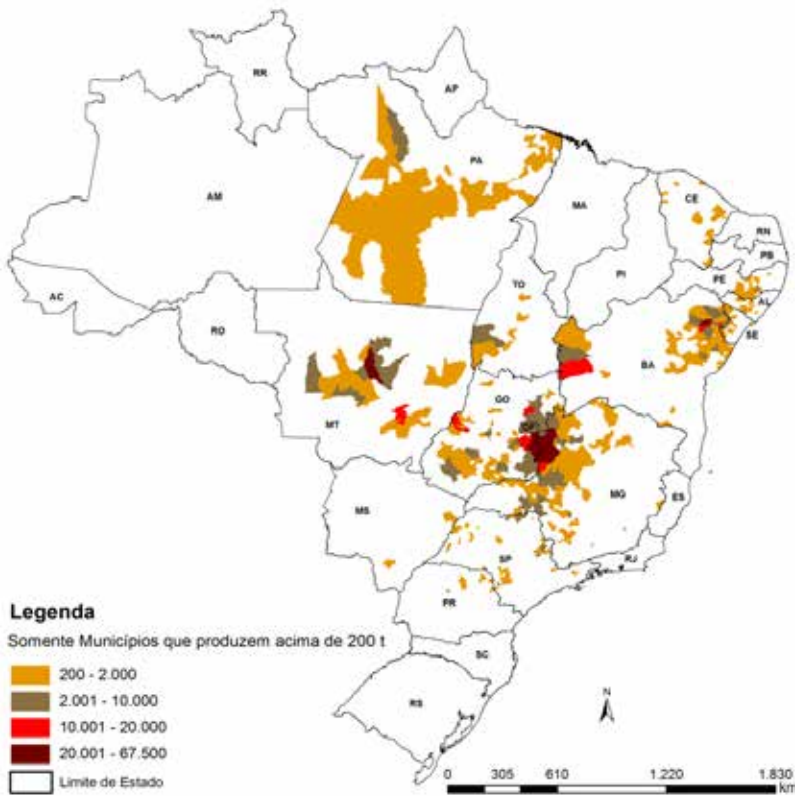 RR
AP
AM
PA
MA
CE
RN
PB
PE
AL
SE
PI
AC
RO
TO
BA
MT
GO
DF
MG
ES
MS
SP
RJ
PR
SC
RS
Legenda
Somente Municípios que produzem acima de 200 t
200 - 2.000
2.001 - 10.000
10.001 - 20.000
20.001 - 67.500
Limite de Estado
N
0 305 610 1.220 1.830
km